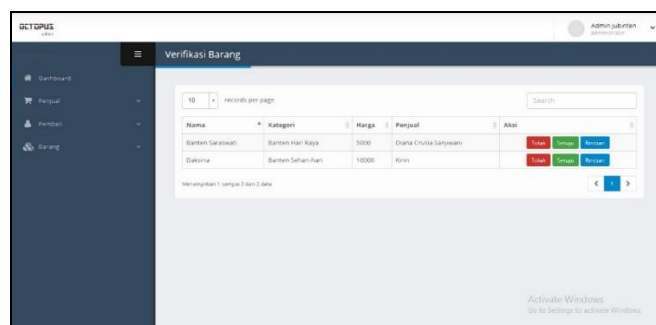 OCTOPUS
Admin Jubinten
Verifikasi Barang
Dashboard
Penjual
Pembeli
Barang
10 records per page
Search
Nama Kategori Harga Penjual Aksi
Banten Saraswati Banten Hari Raya 5000 Diana Crusia Sanjiwani Tolak Setuju Rincian
Daksina Banten Sehari-hari 10000 Kirin Tolak Setuju Rincian
Menampilkan 1 sampai 2 dari 2 data
1
Activate Windows
Go to Settings to activate Windows.